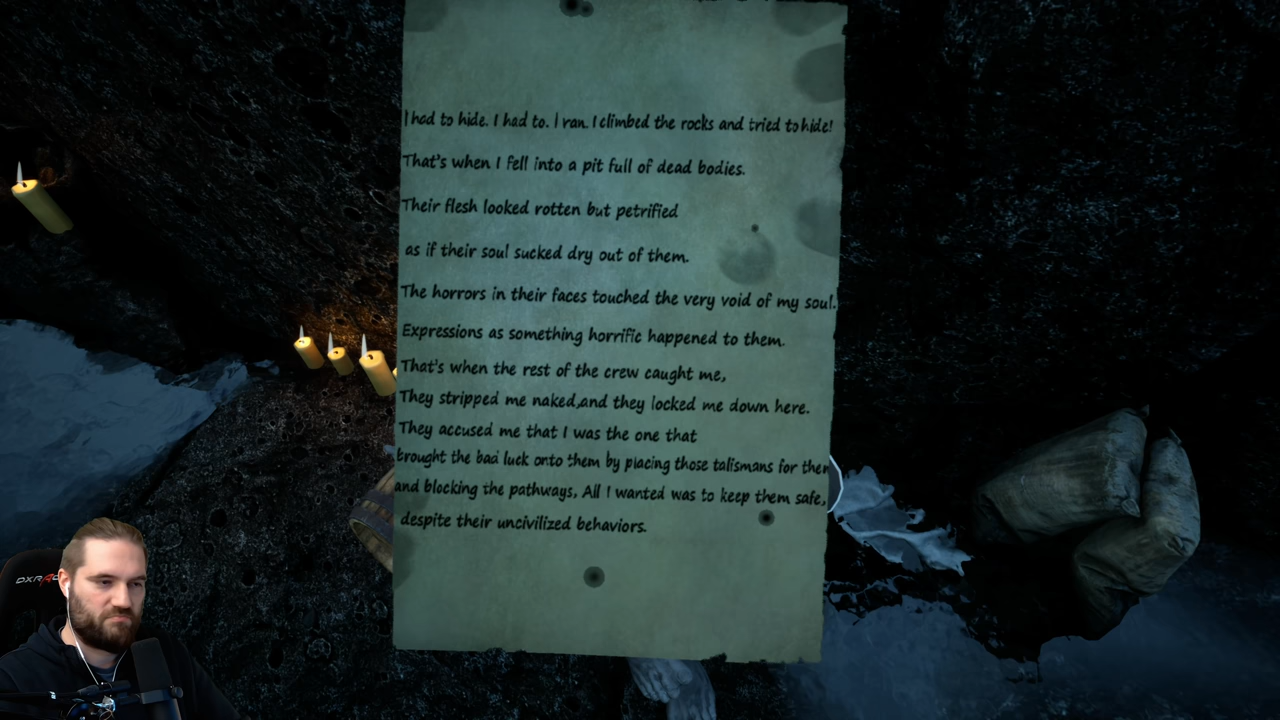 I had to hide. I had to. I ran. I climbed the rocks and tried to hide!
That's when I fell into a pit full of dead bodies.
Their flesh looked rotten but petrified
as if their soul sucked dry out of them.
The horrors in their faces touched the very void of my soul.
Expressions as something horrific happened to them.
That's when the rest of the crew caught me,
They stripped me naked,and they locked me down here.
They accused me that I was the one that
brought the bad luck onto them by placing those talismans for them
and blocking the pathways, All I wanted was to keep them safe,
despite their uncivilized behaviors.